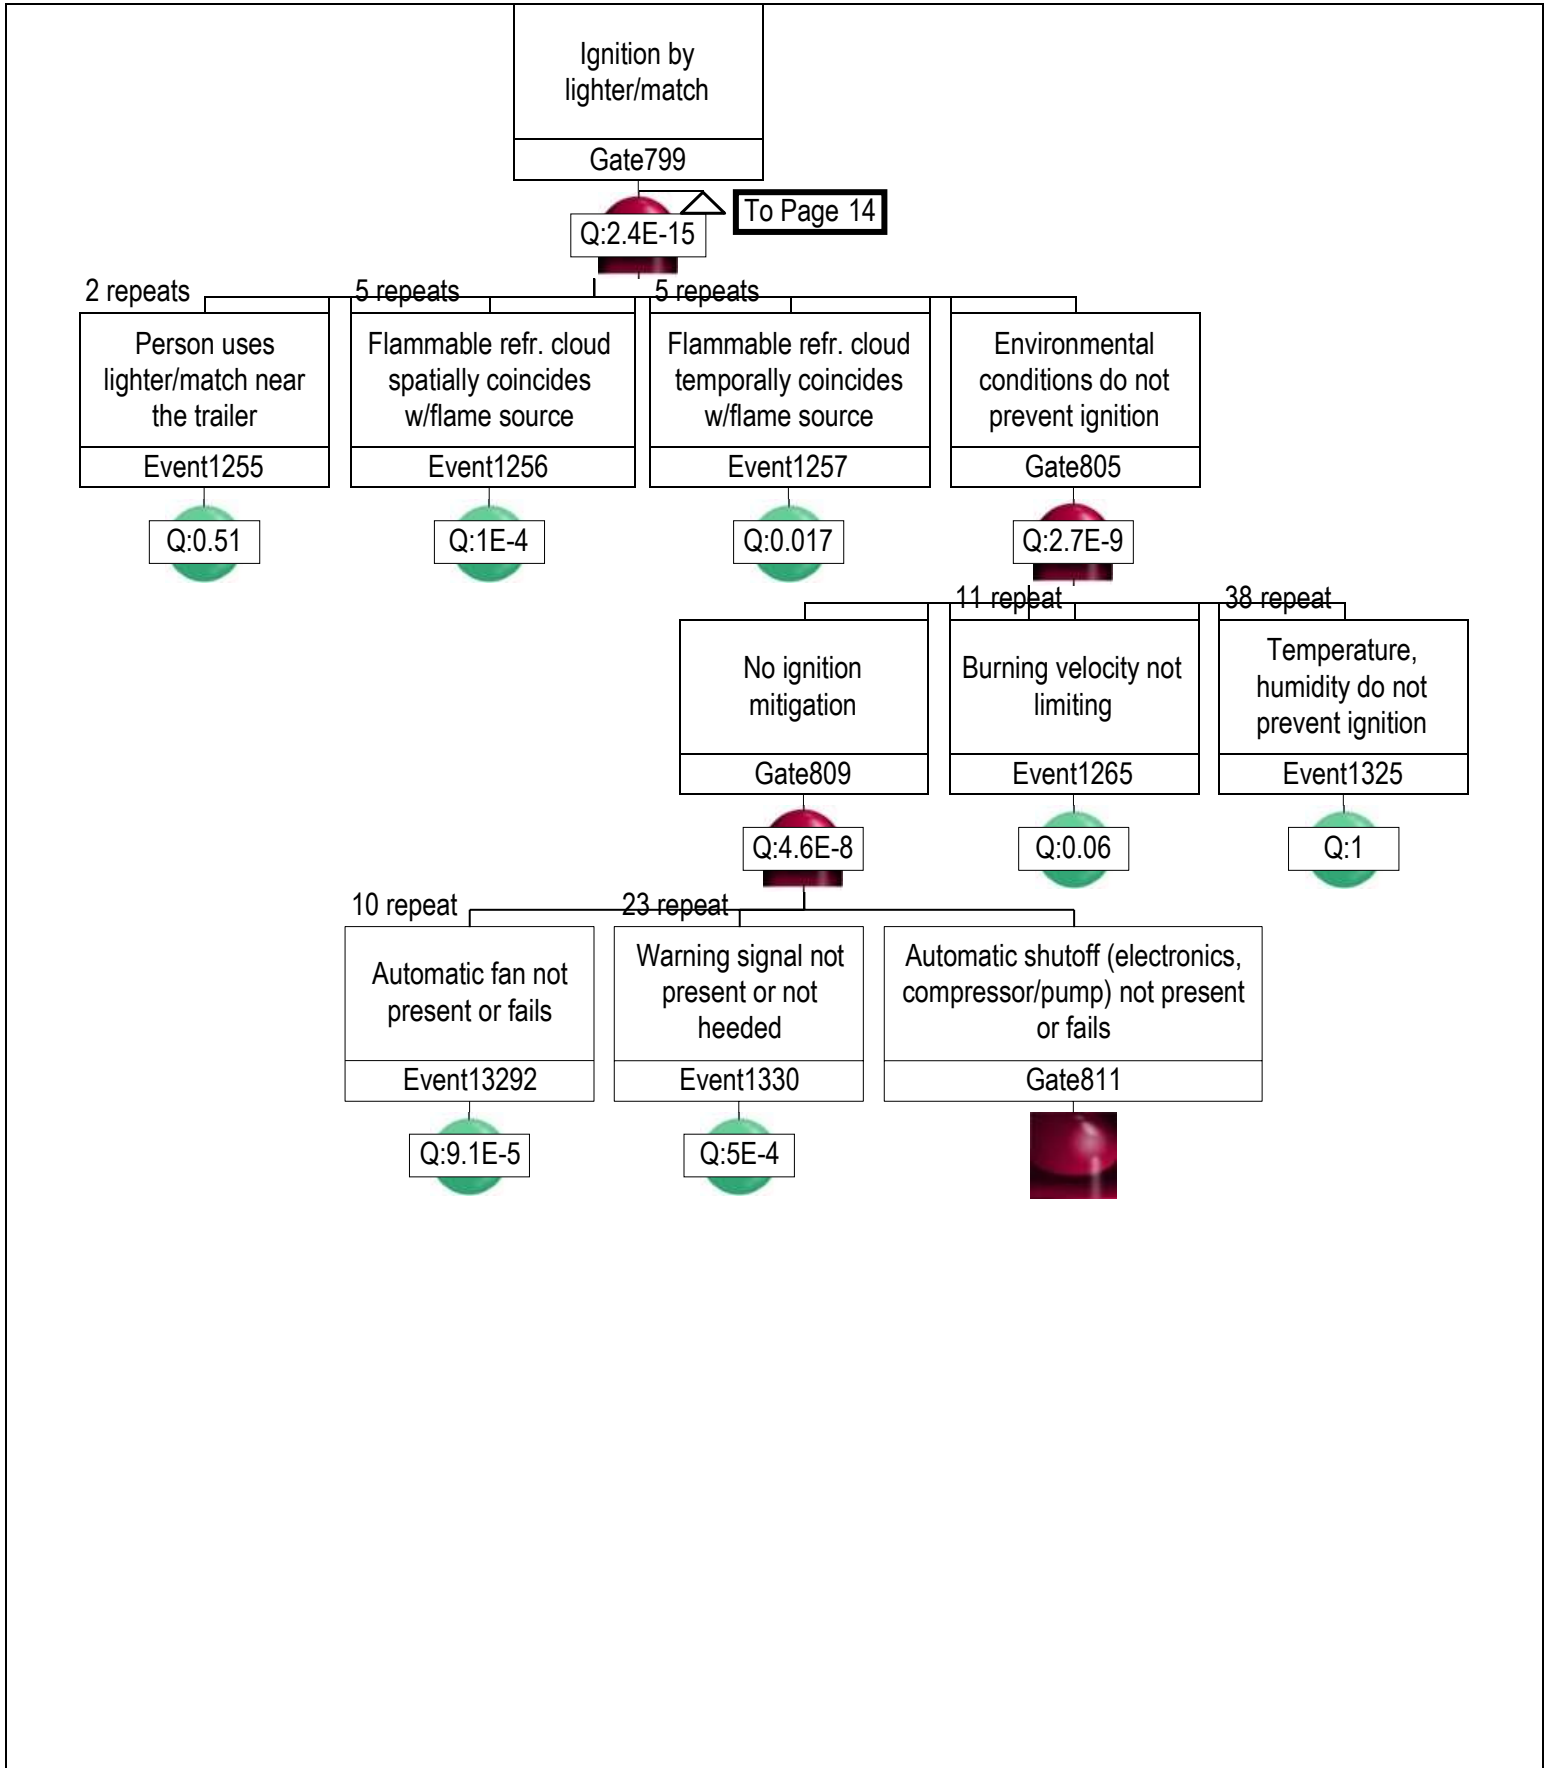 Ignition by
lighter/match
Gate799
To Page 14
Q:2.4E-15
2 repeats
5 repeats
5 repeats
Person uses
lighter/match near
the trailer
Event1255
Q:0.51
Flammable refr. cloud
spatially coincides
w/flame source
Event1256
Q:1E-4
Flammable refr. cloud
temporally coincides
w/flame source
Event1257
Q:0.017
Environmental
conditions do not
prevent ignition
Gate805
Q:2.7E-9
11 repeat
38 repeat
No ignition
mitigation
Gate809
Q:4.6E-8
Burning velocity not
limiting
Event1265
Q:0.06
Temperature,
humidity do not
prevent ignition
Event1325
Q:1
10 repeat
23 repeat
Automatic fan not
present or fails
Event13292
Q:9.1E-5
Warning signal not
present or not
heeded
Event1330
Q:5E-4
Automatic shutoff (electronics,
compressor/pump) not present
or fails
Gate811